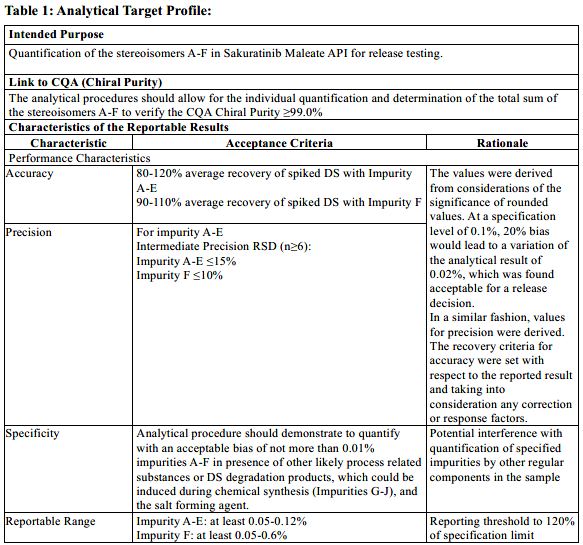 Table 1: Analytical Target Profile:
Intended Purpose
Quantification of the stereoisomers A-F in Sakuratinib Maleate API for release testing.
Link to CQA (Chiral Purity)
The analytical procedures should allow for the individual quantification and determination of the total sum of
the stereoisomers A-F to verify the CQA Chiral Purity ≥99.0%
Characteristics of the Reportable Results
Characteristic
Acceptance Criteria
Rationale
Performance Characteristics
Accuracy
80-120% average recovery of spiked DS with Impurity
A-E
90-110% average recovery of spiked DS with Impurity F
The values were derived
from considerations of the
significance of rounded
values. At a specification
level of 0.1%, 20% bias
would lead to a variation of
the analytical result of
0.02%, which was found
acceptable for a release
decision.
In a similar fashion, values
for precision were derived.
The recovery criteria for
accuracy were set with
respect to the reported result
and taking into
consideration any correction
or response factors.
Precision
For impurity A-E
Intermediate Precision RSD (n≥6):
Impurity A-E ≤15%
Impurity F ≤10%
Specificity
Analytical procedure should demonstrate to quantify
with an acceptable bias of not more than 0.01%
impurities A-F in presence of other likely process related
substances or DS degradation products, which could be
induced during chemical synthesis (Impurities G-J), and
the salt forming agent.
Potential interference with
quantification of specified
impurities by other regular
components in the sample
Reportable Range
Impurity A-E: at least 0.05-0.12%
Impurity F: at least 0.05-0.6%
Reporting threshold to 120%
of specification limit